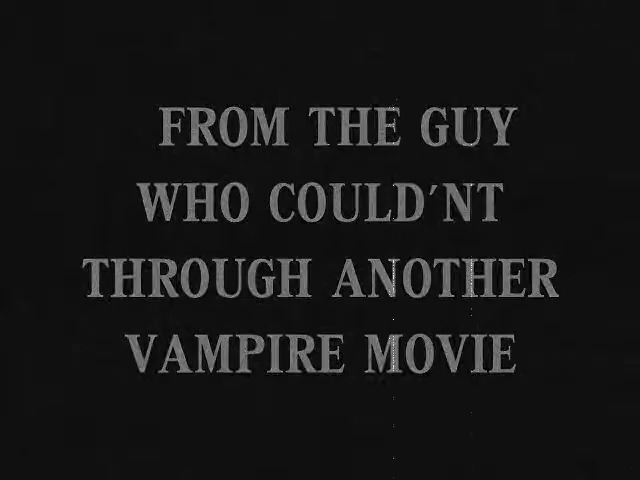 FROM THE GUY
WHO COULD'NT
THROUGH ANOTHER
VAMPIRE MOVIE